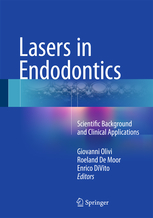 Lasers in
Endodontics
Scientific Background
and Clinical Applications
Giovanni Olivi
Roeland De Moor
Enrico DiVito
Editors
Springer